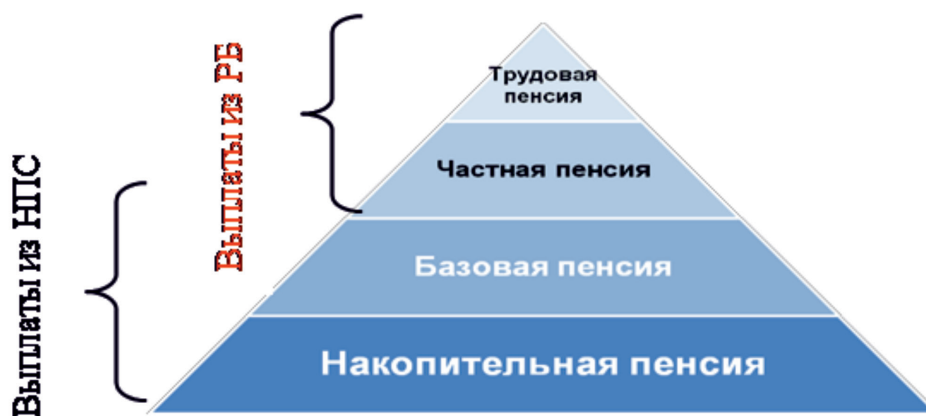 Выплаты из НПС
Выплаты из РБ
Трудовая
пенсия
Частная пенсия
Базовая пенсия
Накопительная пенсия